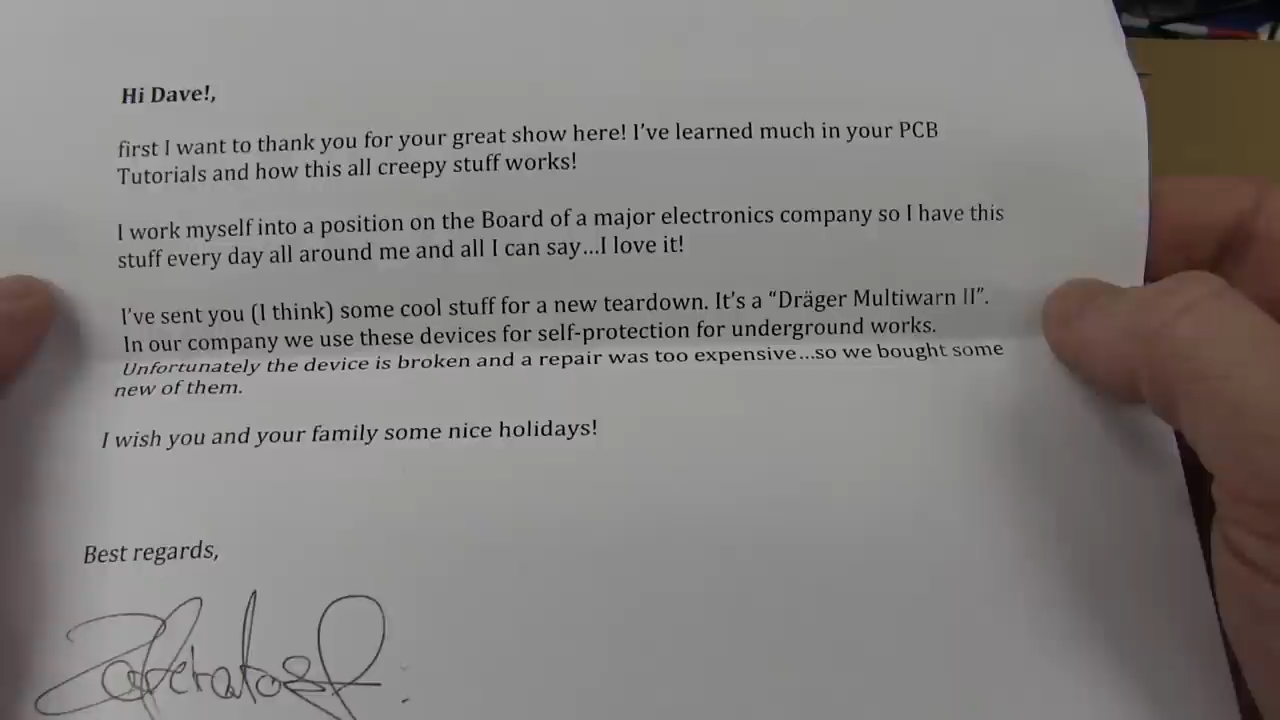 Hi Dave!,
first I want to thank you for your great show here! I've learned much in your PCB
Tutorials and how this all creepy stuff works!
I work myself into a position on the Board of a major electronics company so I have this
stuff every day all around me and all I can say...I love it!
I've sent you (I think) some cool stuff for a new teardown. It's a “Dräger Multiwarn II”.
In our company we use these devices for self-protection for underground works.
Unfortunately the device is broken and a repair was too expensive...so we bought some
new of them.
I wish you and your family some nice holidays!
Best regards,